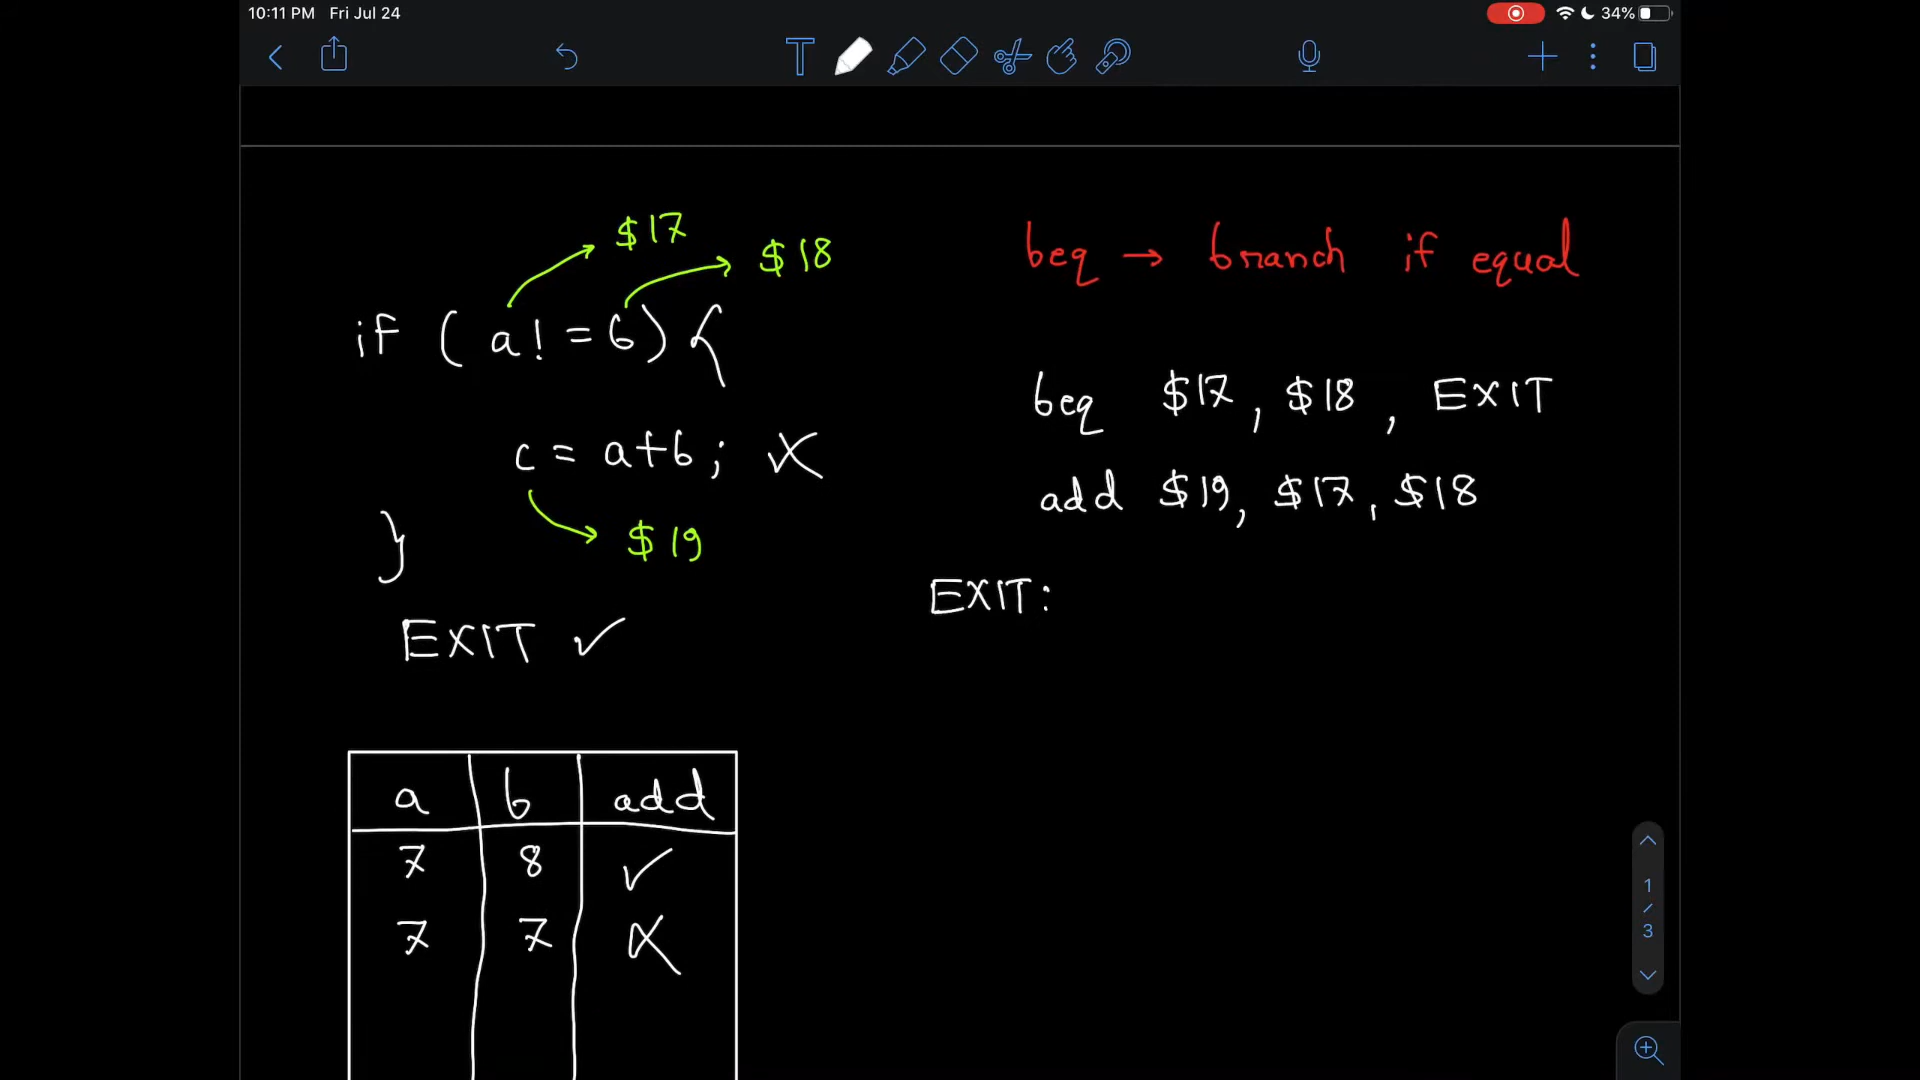 10:11 PM Fri Jul 24
34%
$17
$18
if (a != b) {
c = a+b;
$19
}
EXIT
beq → branch if equal
beq $17, $18, EXIT
add $19, $17, $18
EXIT:
a b add
7 8 ✓
7 7 X
1
/
3